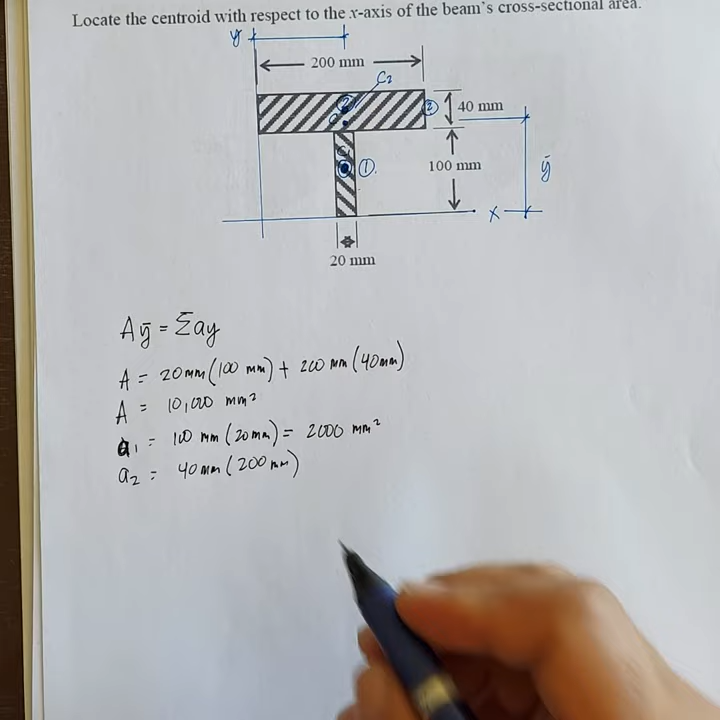 Locate the centroid with respect to the x-axis of the beam's cross-sectional area.
y
200 mm
C2
2
2
40 mm
C1
1
100 mm
ȳ
x
20 mm
Aȳ = Σay
A = 20mm(100 mm) + 200 mm(40mm)
A = 10,000 mm²
a1 = 100 mm(20mm) = 2000 mm²
a2 = 40mm(200mm)